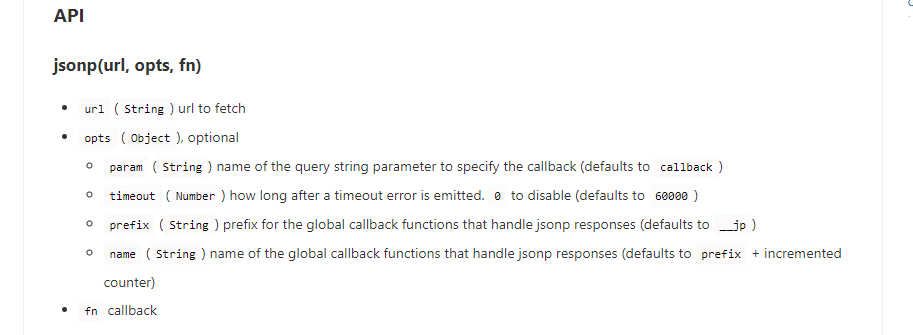 API
jsonp(url, opts, fn)
url ( String ) url to fetch
opts ( Object ), optional
param ( String ) name of the query string parameter to specify the callback (defaults to callback )
timeout ( Number ) how long after a timeout error is emitted. 0 to disable (defaults to 60000 )
prefix ( String ) prefix for the global callback functions that handle jsonp responses (defaults to __jp )
name ( String ) name of the global callback functions that handle jsonp responses (defaults to prefix + incremented
counter)
fn callback